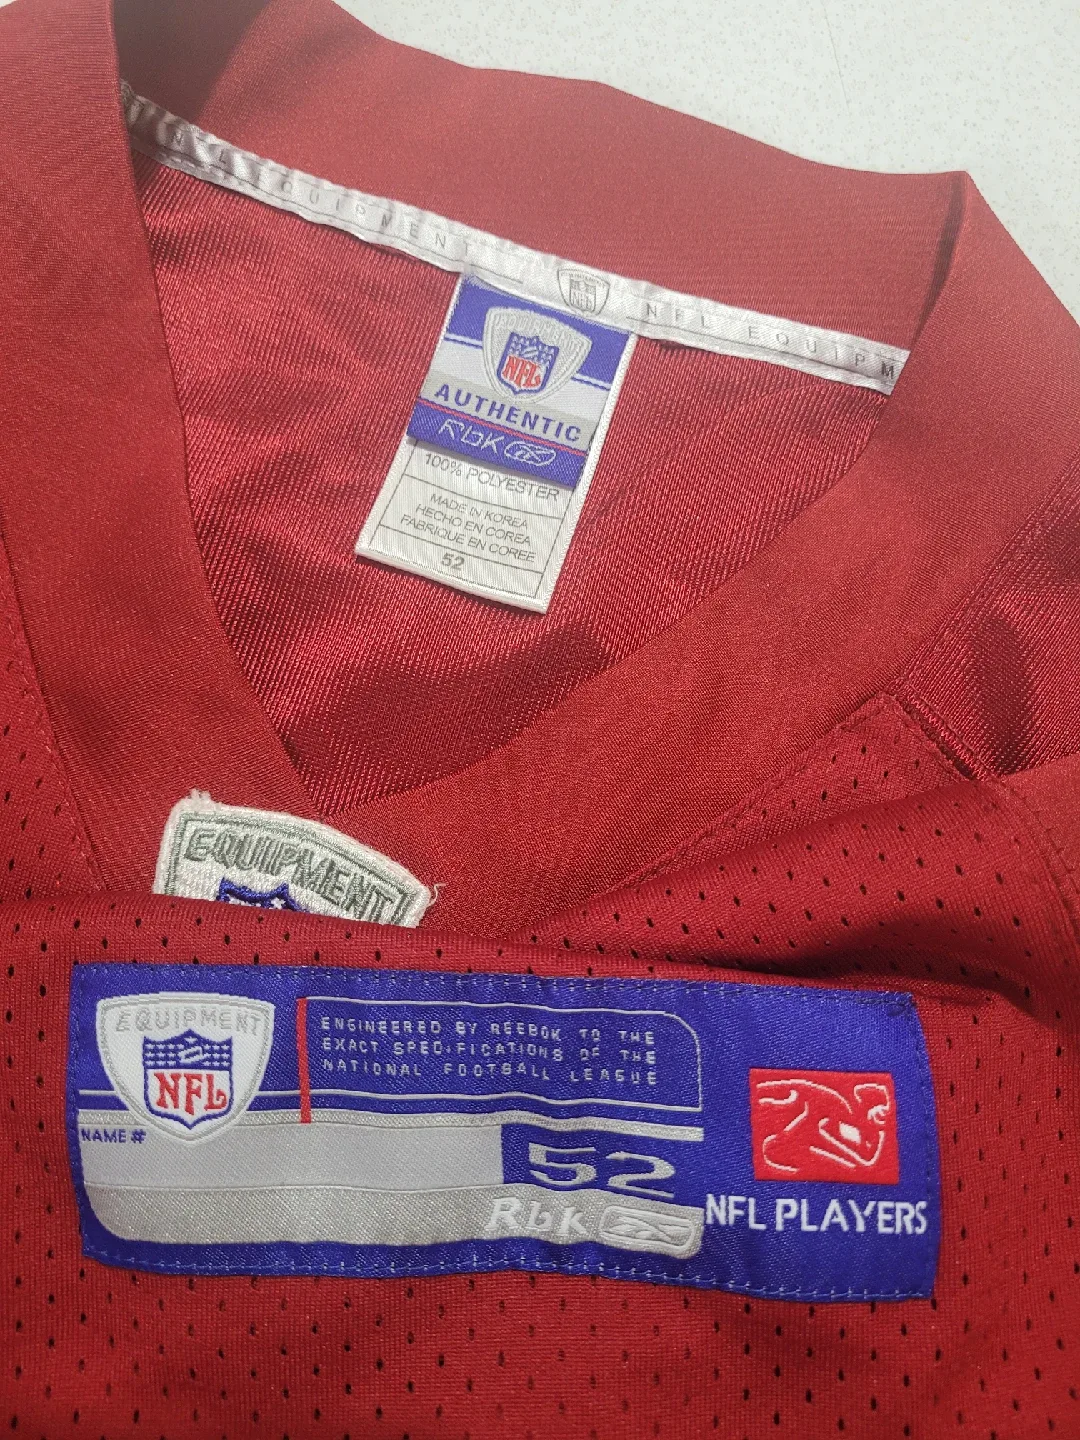 NFL EQUIPMENT
NFL EQUIPM
NFL
AUTHENTIC
Rbk
100% POLYESTER
MADE IN KOREA
HECHO EN COREA
FABRIQUE EN COREE
52
EQUIPMENT
EQUIPMENT
NFL
ENGINEERED BY REEBOK TO THE
EXACT SPECIFICATIONS OF THE
NATIONAL FOOTBALL LEAGUE
NAME #
52
Rbk
NFL PLAYERS